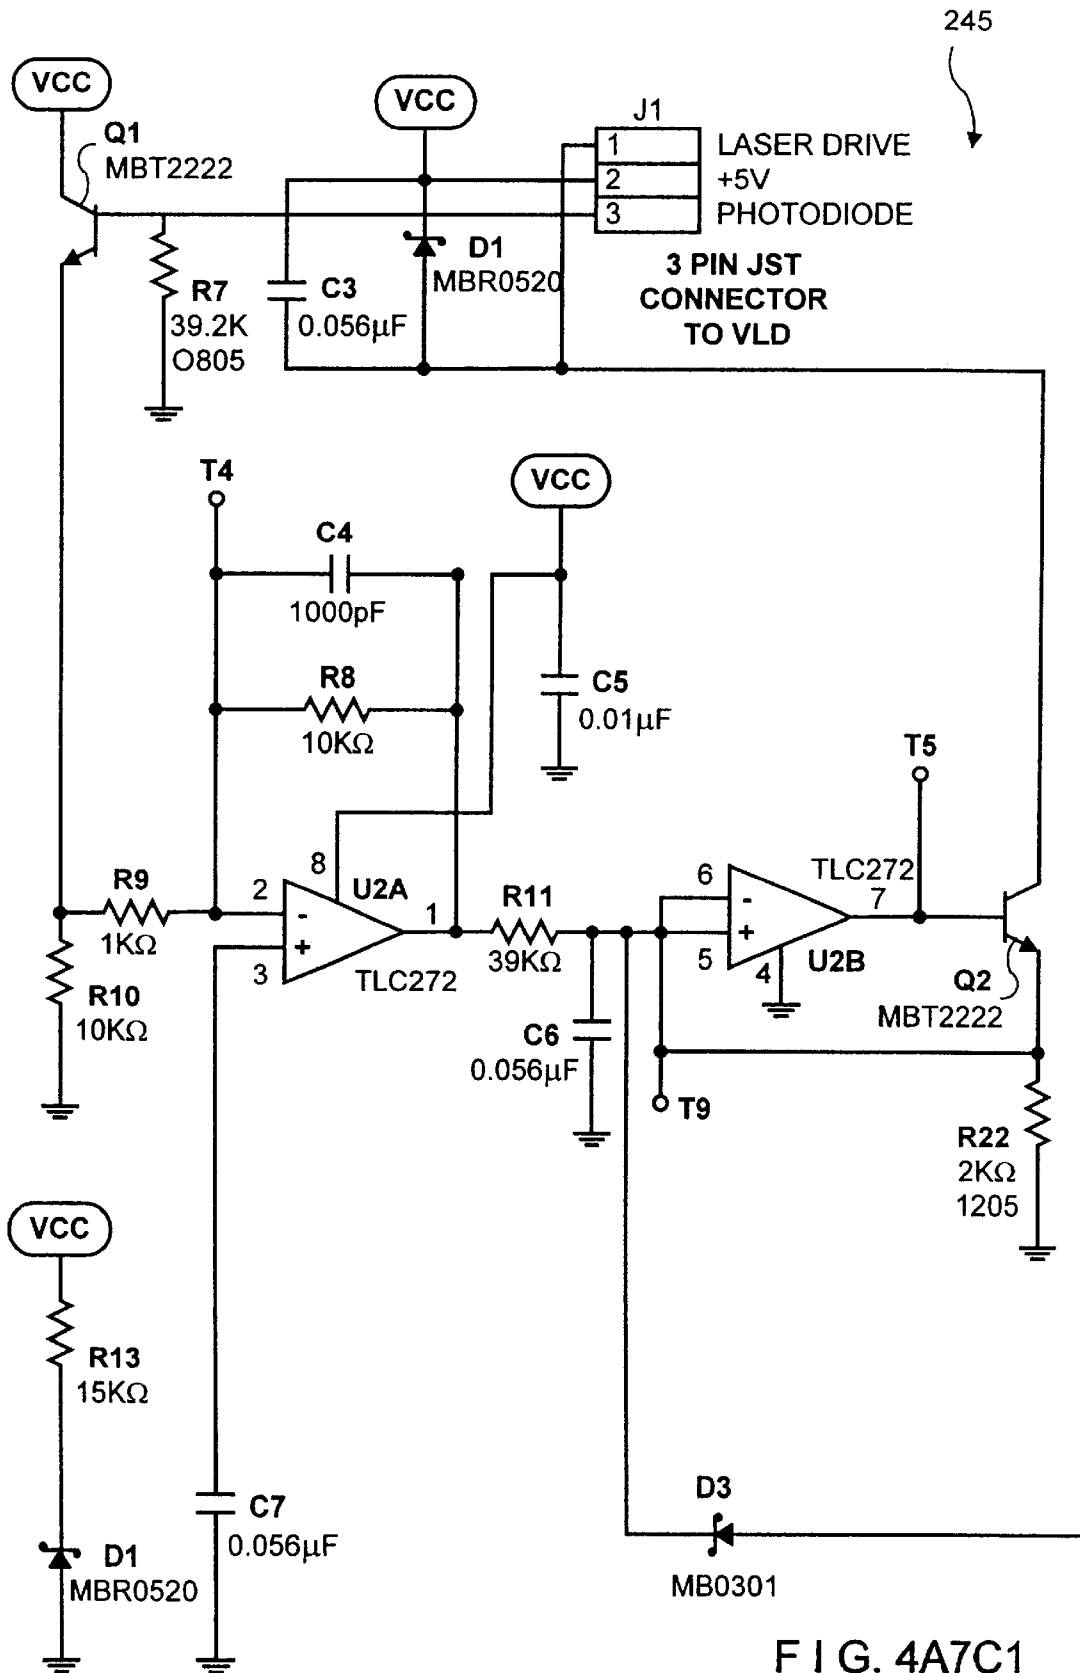 245
VCC
VCC
Q1
MBT2222
J1
1 LASER DRIVE
2 +5V
3 PHOTODIODE
D1
MBR0520
3 PIN JST
CONNECTOR
TO VLD
R7
39.2K
O805
C3
0.056µF
T4
VCC
C4
1000pF
R8
10KΩ
C5
0.01µF
T5
R9
1KΩ
2
3
8
-
+
U2A
1
TLC272
R11
39KΩ
6
5
-
+
4
TLC272
7
U2B
Q2
MBT2222
R10
10KΩ
C6
0.056µF
T9
R22
2KΩ
1205
VCC
R13
15KΩ
C7
0.056µF
D1
MBR0520
D3
MB0301
FIG. 4A7C1